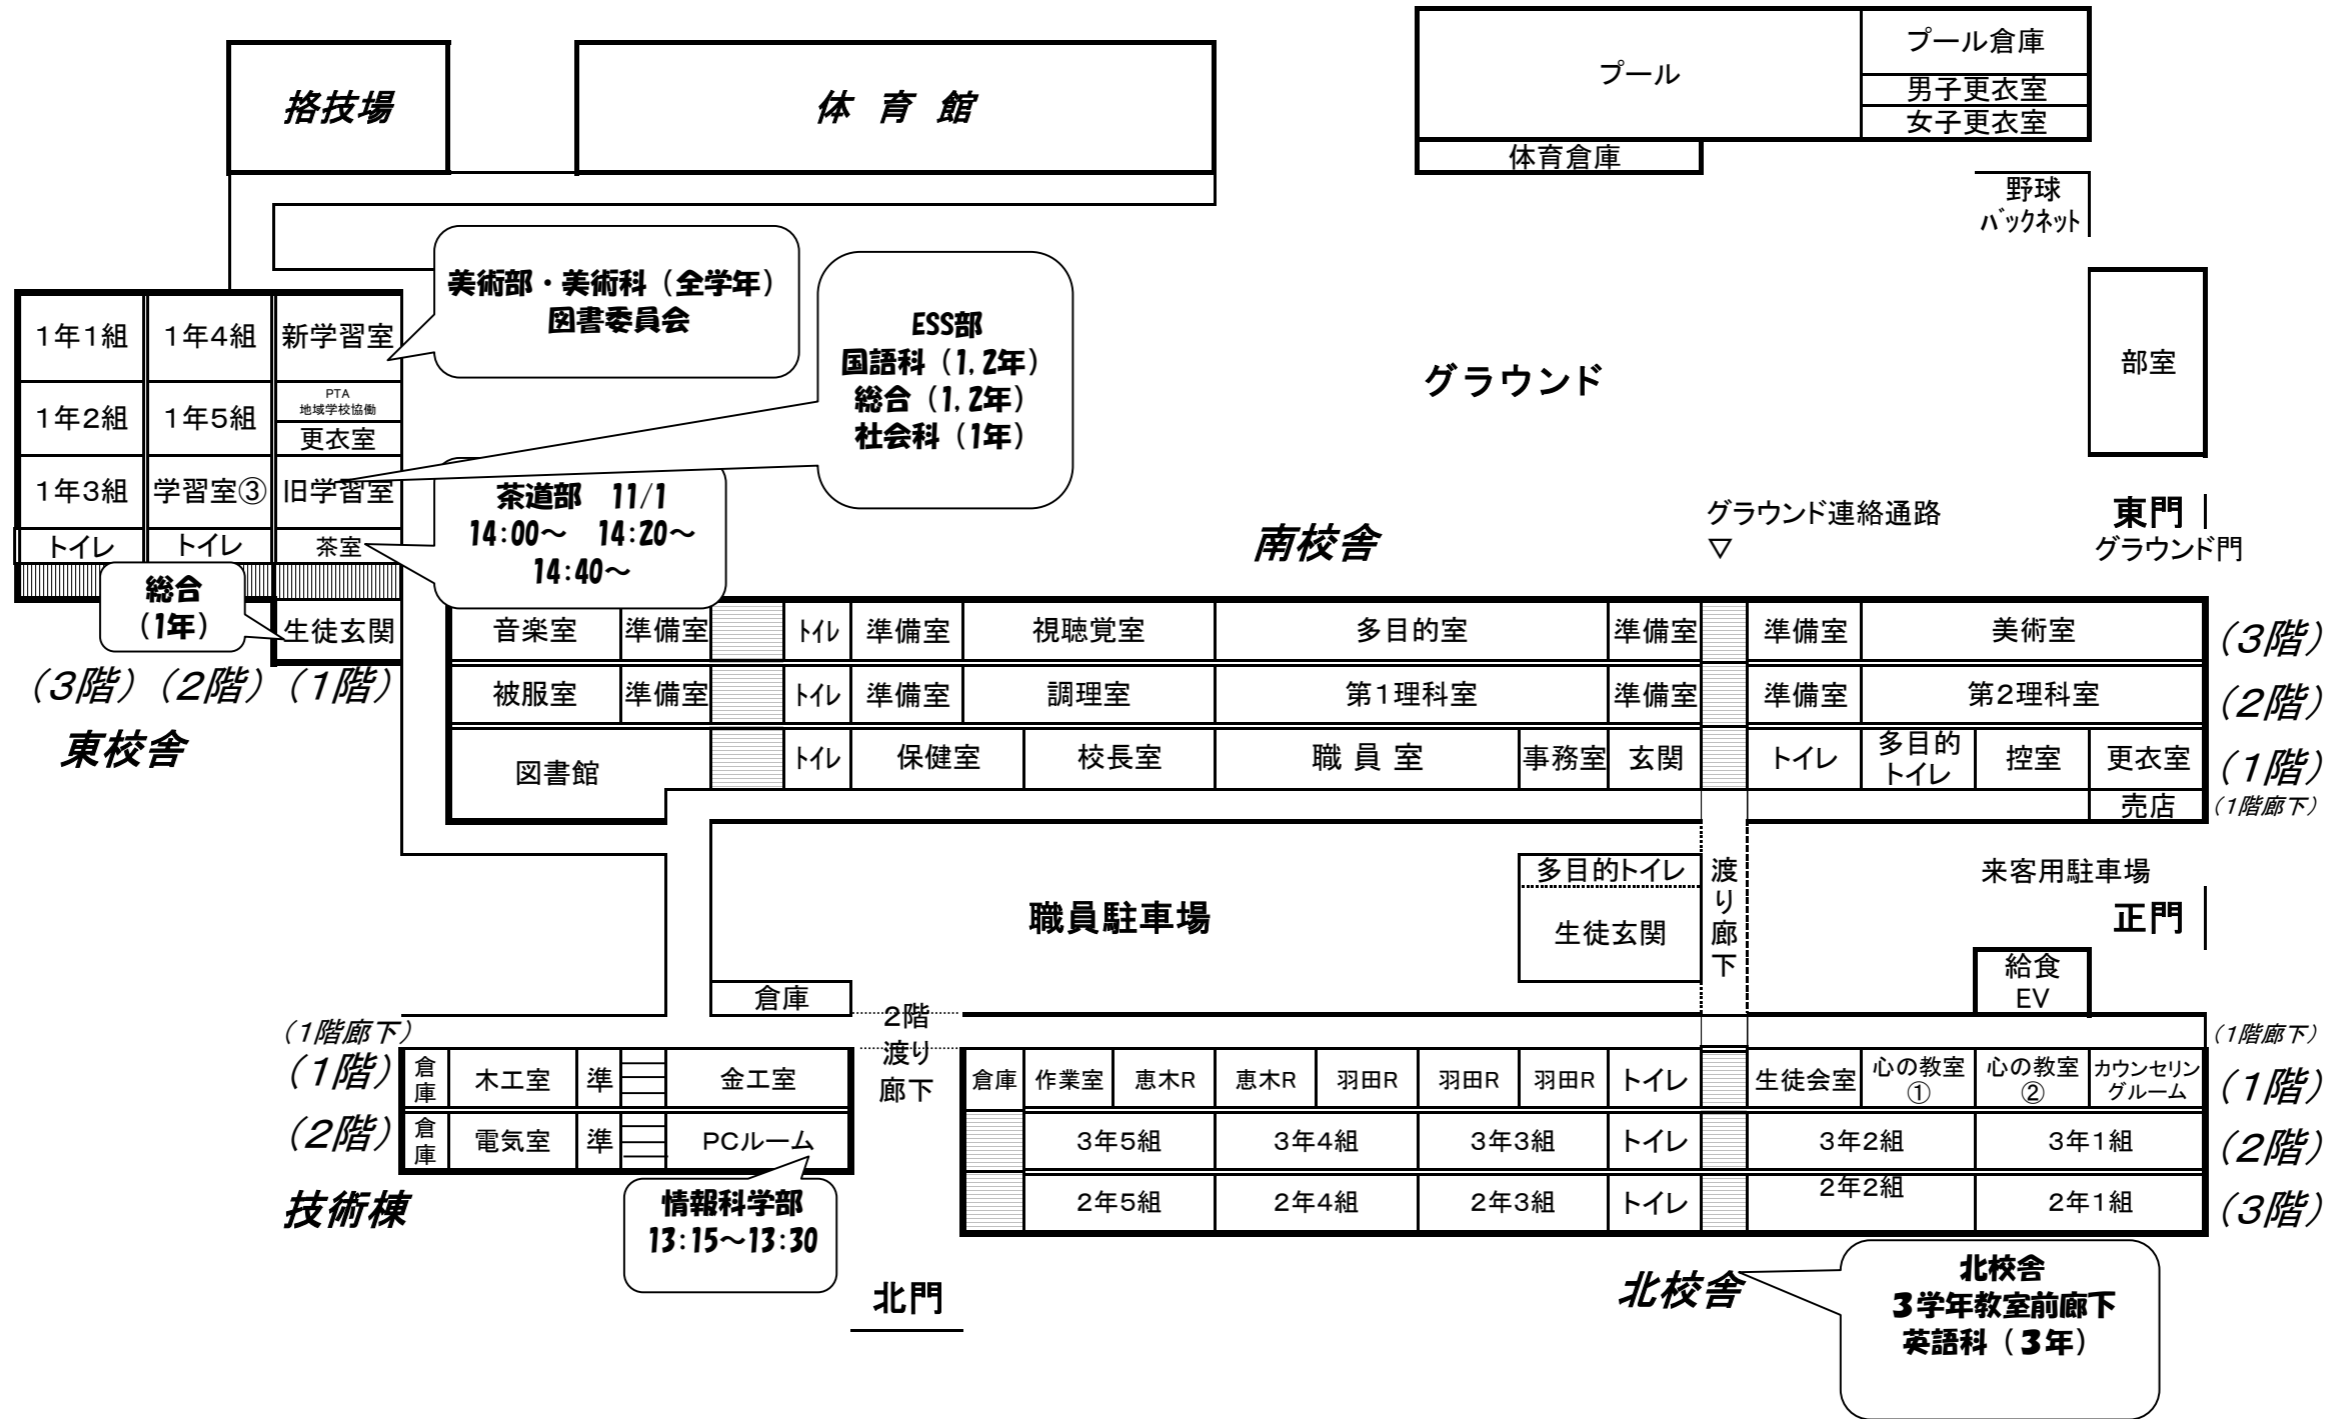 プール
プール倉庫
男子更衣室
女子更衣室
体育倉庫
格技場
体 育 館
野球
バックネット
美術部・美術科（全学年）
図書委員会
ESS部
国語科（1,2年）
総合（1,2年）
社会科（1年）
1年1組
1年4組
新学習室
1年2組
1年5組
PTA
地域学校協働
更衣室
1年3組
学習室③
旧学習室
トイレ
トイレ
茶室
グラウンド
部室
茶道部　11/1
14:00～　14:20～
14:40～
総合
（1年）
生徒玄関
（3階）（2階）（1階）
東校舎
南校舎
グラウンド連絡通路
▽
東門
グラウンド門
音楽室
準備室
トイレ
準備室
視聴覚室
多目的室
準備室
準備室
美術室
（3階）
被服室
準備室
トイレ
準備室
調理室
第1理科室
準備室
準備室
第2理科室
（2階）
図書館
トイレ
保健室
校長室
職 員 室
事務室
玄関
トイレ
多目的
トイレ
控室
更衣室
（1階）
売店
（1階廊下）
職員駐車場
多目的トイレ
生徒玄関
渡り廊下
来客用駐車場
正門
給食
EV
倉庫
2階
渡り
廊下
（1階廊下）
（1階廊下）
（1階）
倉庫
木工室
準
金工室
倉庫
作業室
恵木R
恵木R
羽田R
羽田R
羽田R
トイレ
生徒会室
心の教室
①
心の教室
②
カウンセリン
グルーム
（1階）
（2階）
倉庫
電気室
準
PCルーム
3年5組
3年4組
3年3組
トイレ
3年2組
3年1組
（2階）
2年5組
2年4組
2年3組
トイレ
2年2組
2年1組
（3階）
技術棟
情報科学部
13:15～13:30
北門
北校舎
北校舎
3学年教室前廊下
英語科（3年）